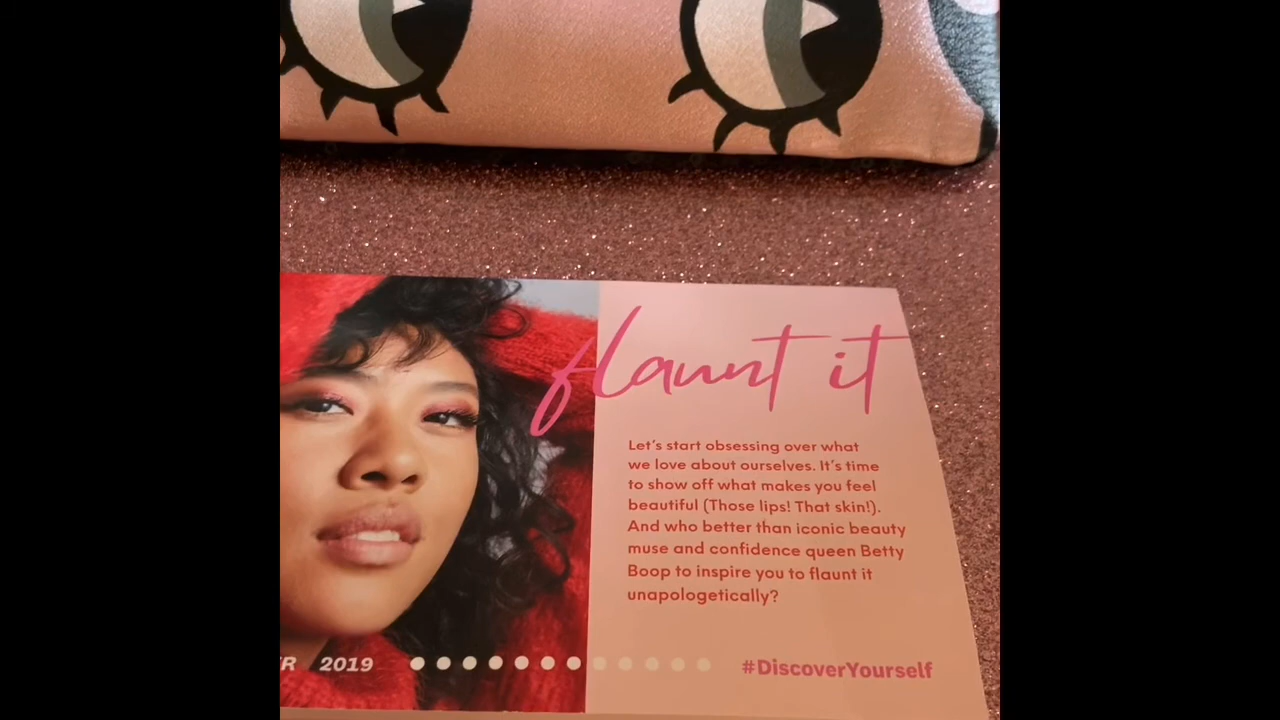 flaunt it
Let's start obsessing over what
we love about ourselves. It's time
to show off what makes you feel
beautiful (Those lips! That skin!).
And who better than iconic beauty
muse and confidence queen Betty
Boop to inspire you to flaunt it
unapologetically?
2019
#DiscoverYourself